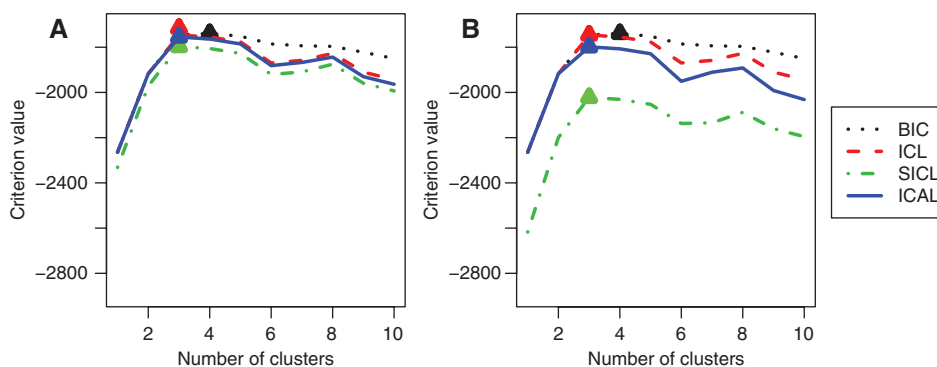 A
B
Criterion value
−2000
−2400
−2800
2 4 6 8 10
Number of clusters
Criterion value
−2000
−2400
−2800
2 4 6 8 10
Number of clusters
BIC
ICL
SICL
ICAL